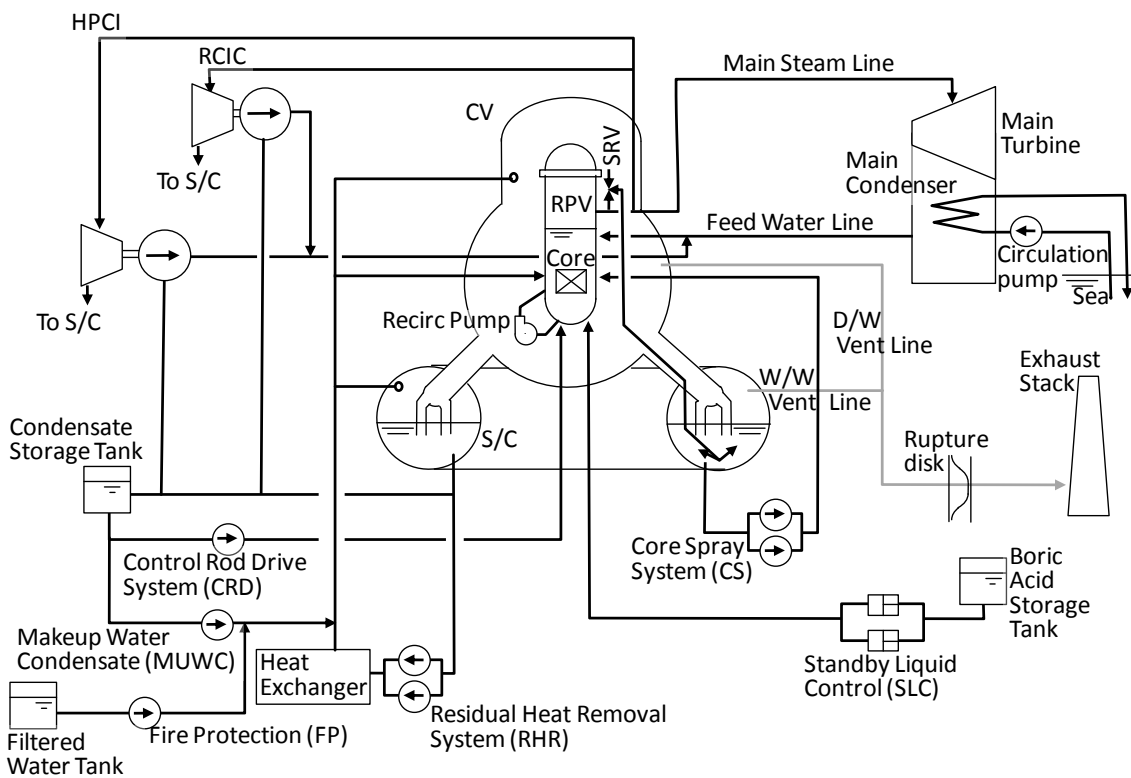 HPCI
RCIC
Main Steam Line
CV
SRV
Main
Turbine
To S/C
Main
Condenser
RPV
Feed Water Line
Core
Circulation
pump
Sea
To S/C
Recirc Pump
D/W
Vent Line
Exhaust
Stack
W/W
Vent Line
Condensate
Storage Tank
S/C
Rupture
disk
Control Rod Drive
System (CRD)
Core Spray
System (CS)
Boric
Acid
Storage
Tank
Makeup Water
Condensate (MUWC)
Heat
Exchanger
Standby Liquid
Control (SLC)
Residual Heat Removal
System (RHR)
Fire Protection (FP)
Filtered
Water Tank